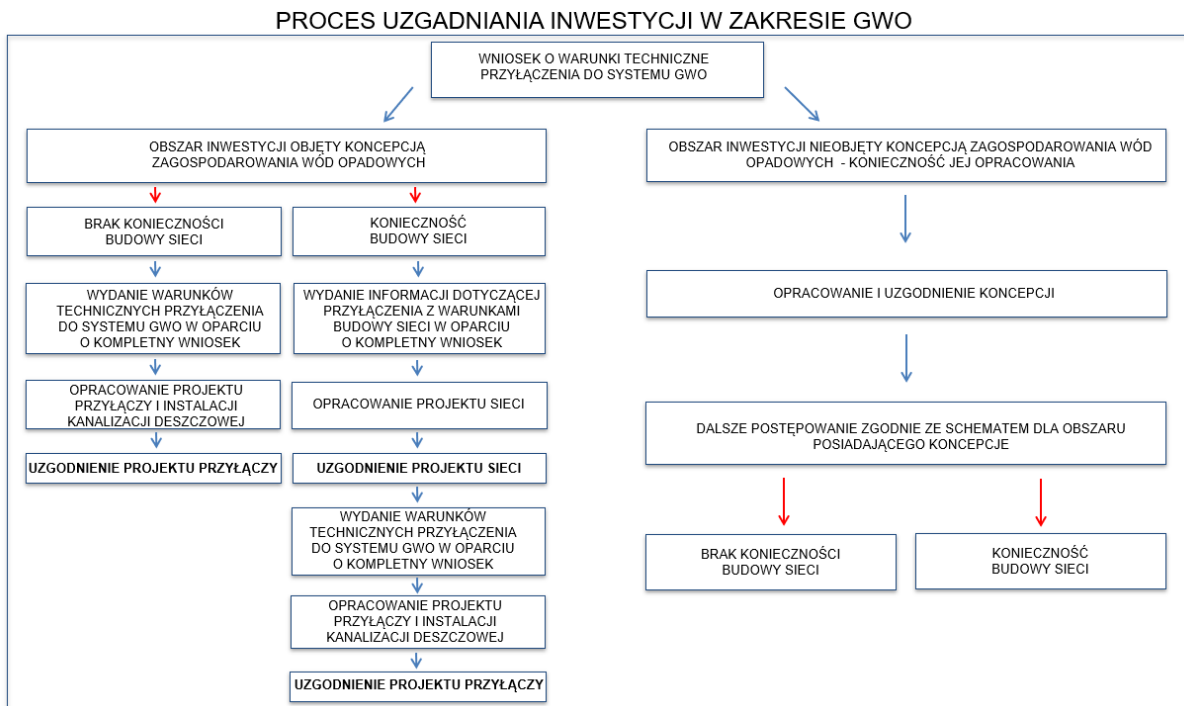 PROCES UZGADNIANIA INWESTYCJI W ZAKRESIE GWO
WNIOSEK O WARUNKI TECHNICZNE
PRZYŁĄCZENIA DO SYSTEMU GWO
OBSZAR INWESTYCJI OBJĘTY KONCEPCJĄ
ZAGOSPODAROWANIA WÓD OPADOWYCH
BRAK KONIECZNOŚCI
BUDOWY SIECI
WYDANIE WARUNKÓW
TECHNICZNYCH PRZYŁĄCZENIA
DO SYSTEMU GWO W OPARCIU
O KOMPLETNY WNIOSEK
OPRACOWANIE PROJEKTU
PRZYŁĄCZY I INSTALACJI
KANALIZACJI DESZCZOWEJ
UZGODNIENIE PROJEKTU PRZYŁĄCZY
KONIECZNOŚĆ
BUDOWY SIECI
WYDANIE INFORMACJI DOTYCZĄCEJ
PRZYŁĄCZENIA Z WARUNKAMI
BUDOWY SIECI W OPARCIU
O KOMPLETNY WNIOSEK
OPRACOWANIE PROJEKTU SIECI
UZGODNIENIE PROJEKTU SIECI
WYDANIE WARUNKÓW
TECHNICZNYCH PRZYŁĄCZENIA
DO SYSTEMU GWO W OPARCIU
O KOMPLETNY WNIOSEK
OPRACOWANIE PROJEKTU
PRZYŁĄCZY I INSTALACJI
KANALIZACJI DESZCZOWEJ
UZGODNIENIE PROJEKTU PRZYŁĄCZY
OBSZAR INWESTYCJI NIEOBJĘTY KONCEPCJĄ ZAGOSPODAROWANIA WÓD
OPADOWYCH - KONIECZNOŚĆ JEJ OPRACOWANIA
OPRACOWANIE I UZGODNIENIE KONCEPCJI
DALSZE POSTĘPOWANIE ZGODNIE ZE SCHEMATEM DLA OBSZARU
POSIADAJĄCEGO KONCEPCJE
BRAK KONIECZNOŚCI
BUDOWY SIECI
KONIECZNOŚĆ
BUDOWY SIECI